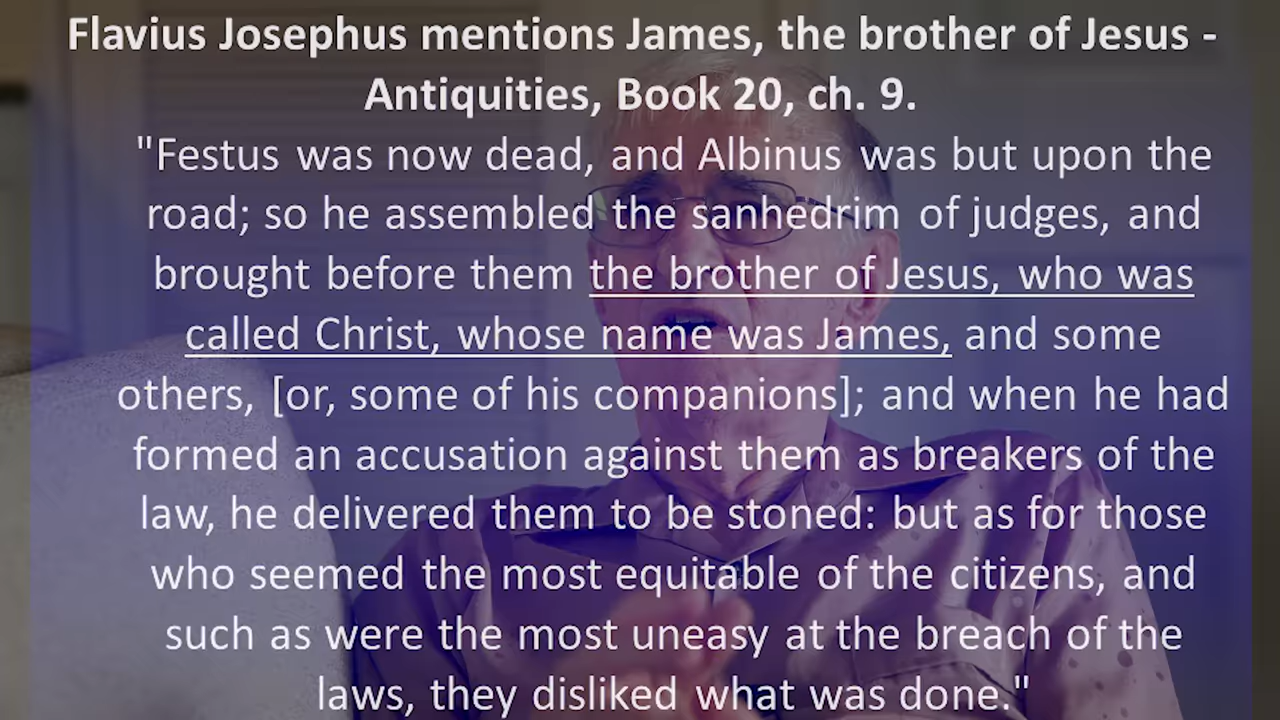 Flavius Josephus mentions James, the brother of Jesus -
Antiquities, Book 20, ch. 9.
"Festus was now dead, and Albinus was but upon the
road; so he assembled the sanhedrim of judges, and
brought before them the brother of Jesus, who was
called Christ, whose name was James, and some
others, [or, some of his companions]; and when he had
formed an accusation against them as breakers of the
law, he delivered them to be stoned: but as for those
who seemed the most equitable of the citizens, and
such as were the most uneasy at the breach of the
laws, they disliked what was done."